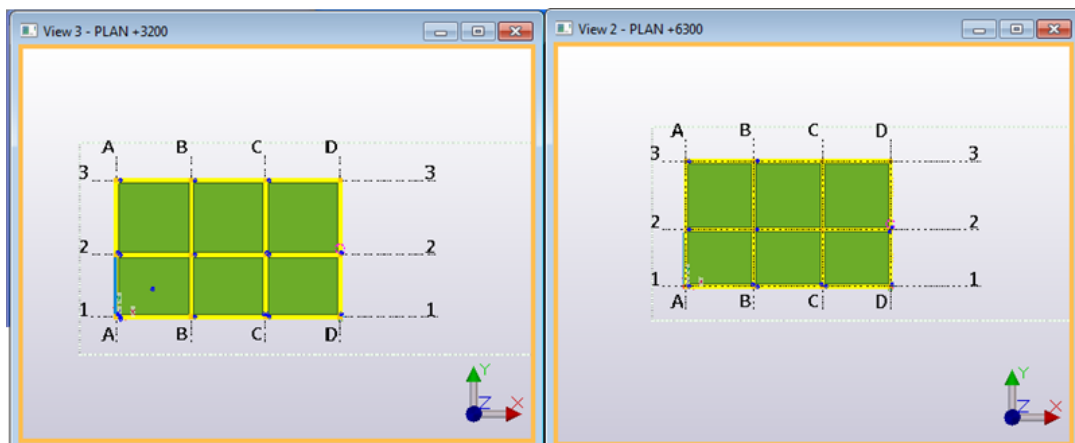 View 3 - PLAN +3200
A B C D
3 3
2 2
1 1
A B C D
Y
Z X
View 2 - PLAN +6300
A B C D
3 3
2 2
1 1
A B C D
Y
Z X